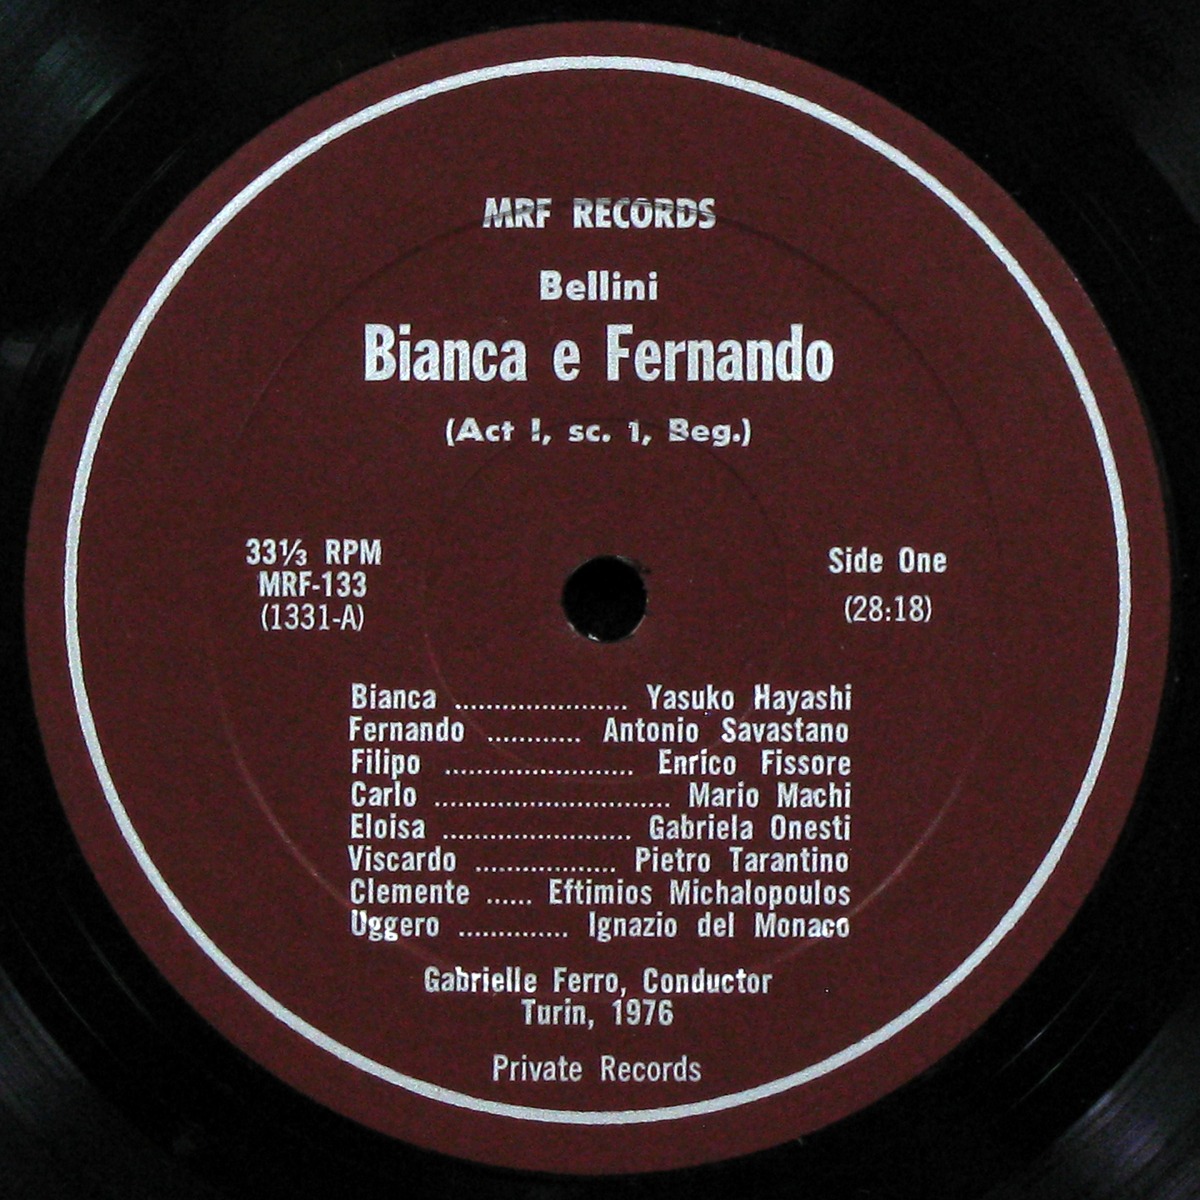 MRF RECORDS
Bellini
Bianca e Fernando
(Act I, sc. 1, Beg.)
33⅓ RPM
MRF-133
(1331-A)
Side One
(28:18)
Bianca ...................... Yasuko Hayashi
Fernando ............ Antonio Savastano
Filipo ........................ Enrico Fissore
Carlo .............................. Mario Machi
Eloisa ........................ Gabriela Onesti
Viscardo .................. Pietro Tarantino
Clemente ...... Eftimios Michalopoulos
Uggero .............. Ignazio del Monaco
Gabrielle Ferro, Conductor
Turin, 1976
Private Records